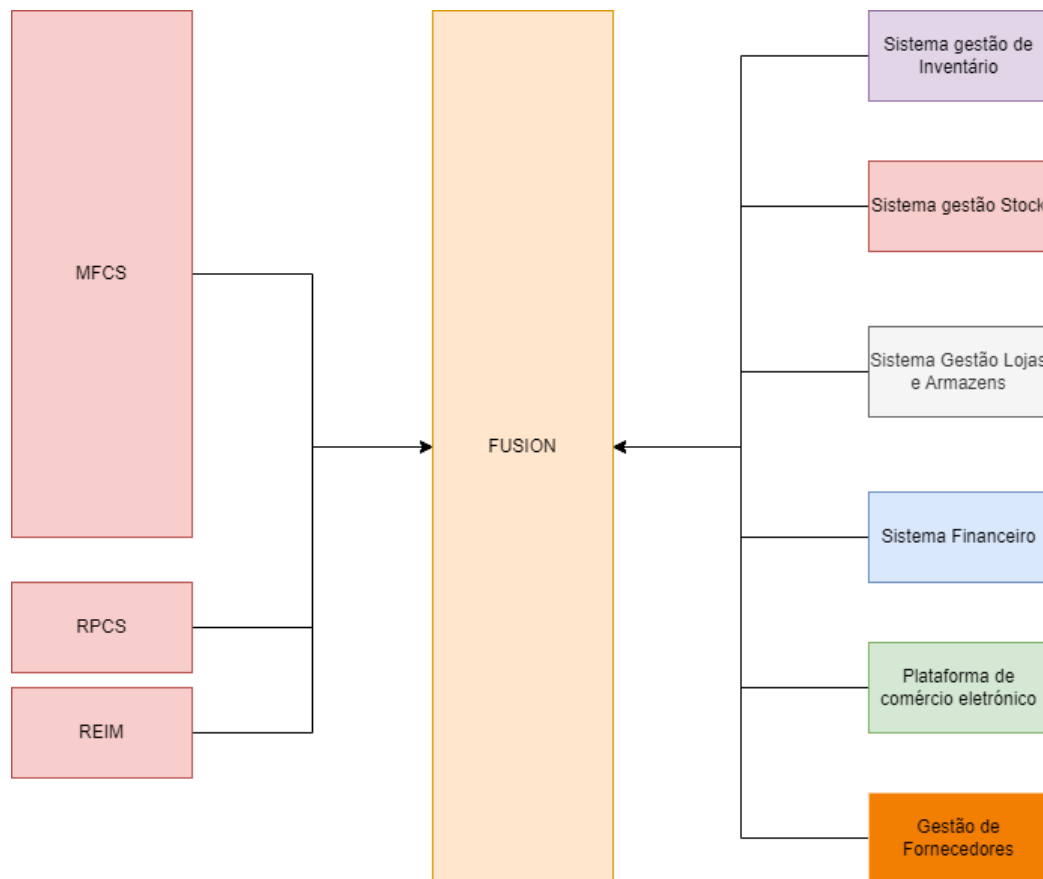 MFCS
RPCS
REIM
FUSION
Sistema gestão de
Inventário
Sistema gestão Stock
Sistema Gestão Lojas
e Armazens
Sistema Financeiro
Plataforma de
comércio eletrónico
Gestão de
Fornecedores